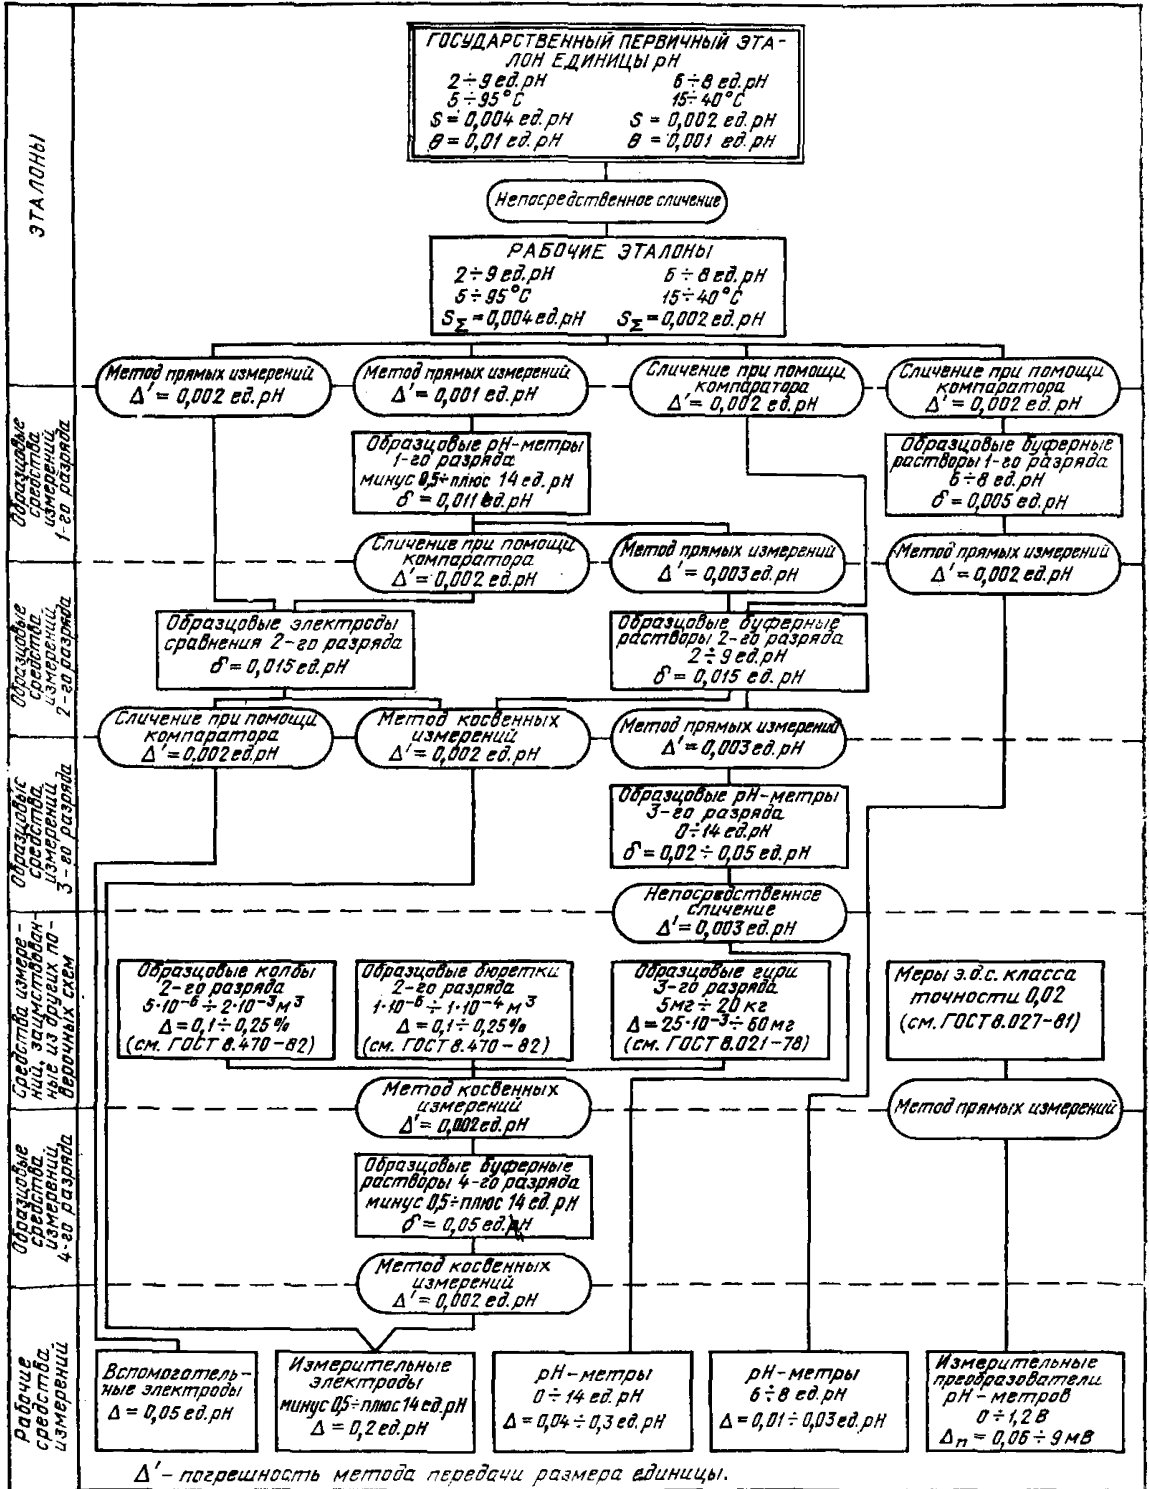 ЭТАЛОНЫ
ГОСУДАРСТВЕННЫЙ ПЕРВИЧНЫЙ ЭТА-
ЛОН ЕДИНИЦЫ pH
2÷9 ед.pH
5÷95°C
S=0,004 ед.pH
θ=0,01 ед.pH
6÷8 ед.pH
15÷40°C
S=0,002 ед.pH
θ=0,001 ед.pH
Непосредственное сличение
РАБОЧИЕ ЭТАЛОНЫ
2÷9 ед.pH
5÷95°C
S_Σ=0,004 ед.pH
6÷8 ед.pH
15÷40°C
S_Σ=0,002 ед.pH
Метод прямых измерений
Δ'=0,002 ед.pH
Метод прямых измерений
Δ'=0,001 ед.pH
Сличение при помощи
компаратора
Δ'=0,002 ед.pH
Сличение при помощи
компаратора
Δ'=0,002 ед.pH
Образцовые
средства
измерений
1-го разряда
Образцовые pH-метры
1-го разряда
минус 0,5÷плюс 14 ед.pH
δ=0,011 ед.pH
Образцовые буферные
растворы 1-го разряда
6÷8 ед.pH
δ=0,005 ед.pH
Сличение при помощи
компаратора
Δ'=0,002 ед.pH
Метод прямых измерений
Δ'=0,003 ед.pH
Метод прямых измерений
Δ'=0,002 ед.pH
Образцовые
средства
измерений
2-го разряда
Образцовые электроды
сравнения 2-го разряда
δ=0,015 ед.pH
Образцовые буферные
растворы 2-го разряда
2÷9 ед.pH
δ=0,015 ед.pH
Сличение при помощи
компаратора
Δ'=0.002 ед.pH
Метод косвенных
измерений
Δ'=0,002 ед.pH
Метод прямых измерений
Δ'=0,003 ед.pH
Образцовые
средства
измерений
3-го разряда
Образцовые pH-метры
3-го разряда
0÷14 ед.pH
δ=0,02÷0,05 ед.pH
Непосредственное
сличение
Δ'=0,003 ед.pH
Средства измере-
ний, заимствован-
ные из других по-
верочных схем
Образцовые колбы
2-го разряда
5·10⁻⁶÷2·10⁻³м³
Δ=0,1÷0,25%
(см. ГОСТ 8.470-82)
Образцовые бюретки
2-го разряда
1·10⁻⁶÷1·10⁻⁴ м³
Δ=0,1÷0,25%
(см. ГОСТ 8.470-82)
Образцовые гири
3-го разряда
5мг÷20 кг
Δ=25·10⁻³÷60 мг
(см. ГОСТ 8.021-78)
Меры э.д.с. класса
точности 0,02
(см. ГОСТ 8.027-81)
Метод косвенных
измерений
Δ'=0,002 ед.pH
Метод прямых измерений
Образцовые
средства
измерений
4-го разряда
Образцовые буферные
растворы 4-го разряда
минус 0,5÷плюс 14 ед.pH
δ=0,05 ед.pH
Метод косвенных
измерений
Δ'=0,002 ед.pH
Рабочие
средства
измерений
Вспомогатель-
ные электроды
Δ=0,05 ед.pH
Измерительные
электроды
минус 0,5÷плюс 14 ед.pH
Δ=0,2 ед.pH
pH-метры
0÷14 ед.pH
Δ=0,04÷0,3 ед.pH
pH-метры
6÷8 ед.pH
Δ=0,01÷0,03 ед.pH
Измерительные
преобразователи
pH-метров
0÷1,2 В
Δп=0,06÷9 мВ
Δ'- погрешность метода передачи размера единицы.